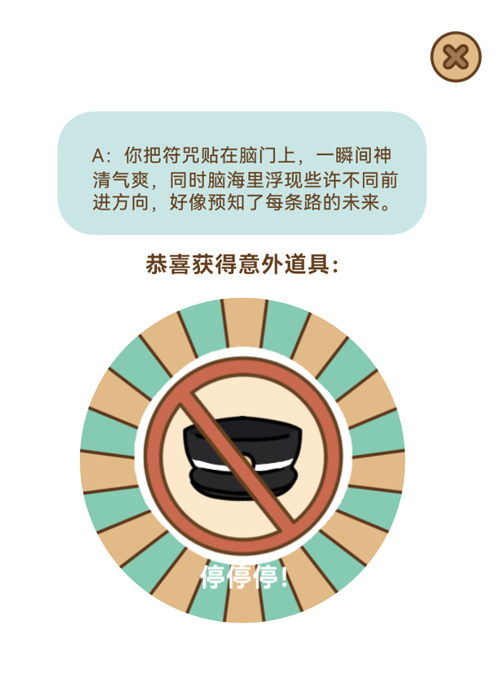 A：你把符咒贴在脑门上，一瞬间神
清气爽，同时脑海里浮现些许不同前
进方向，好像预知了每条路的未来。
恭喜获得意外道具：
停停停!